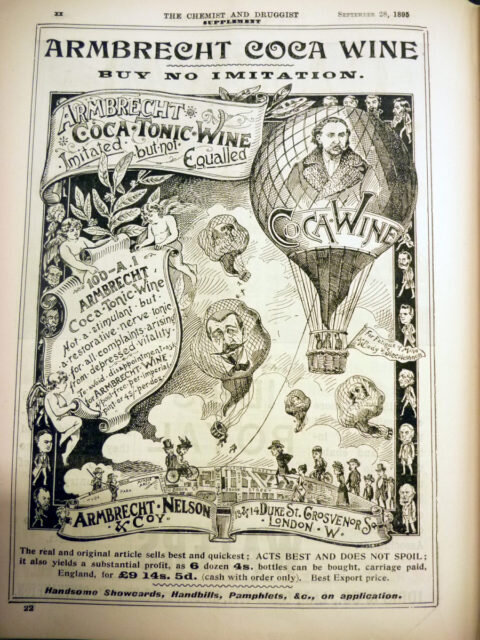 xx
THE CHEMIST AND DRUGGIST
SEPTEMBER 28, 1895
SUPPLEMENT
ARMBRECHT COCA WINE
BUY NO IMITATION.
ARMBRECHT
COCA-TONIC-WINE
Imitated but not Equalled
COCA-WINE
ARMBRECHT
Coca-Tonic-Wine
Not a stimulant but
a restorative nerve tonic
for all complaints arising
from depressed vitality.
ARMBRECHT-WINE
ARMBRECHT·NELSON
& COY
DUKE ST. GROSVENOR SQ
LONDON · W ·
The real and original article sells best and quickest; ACTS BEST AND DOES NOT SPOIL;
it also yields a substantial profit, as 6 dozen 4s. bottles can be bought, carriage paid,
England, for £9 14s. 5d. (cash with order only). Best Export price.
Handsome Showcards, Handbills, Pamphlets, &c., on application.
22